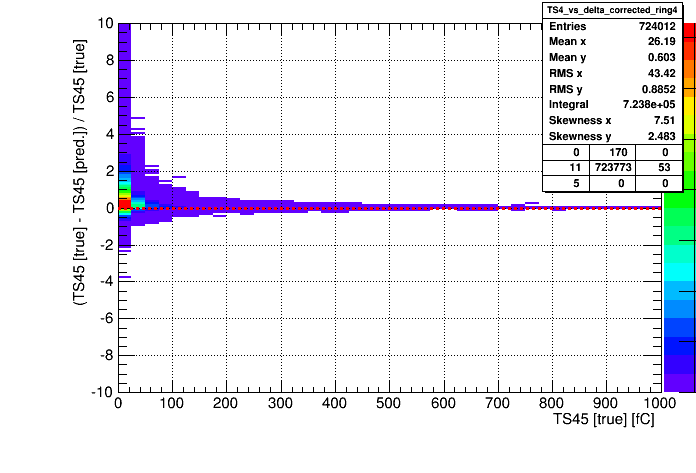 TS4_vs_delta_corrected_ring4
Entries 724012
Mean x 26.19
Mean y 0.603
RMS x 43.42
RMS y 0.8852
Integral 7.238e+05
Skewness x 7.51
Skewness y 2.483
0 170 0
11 723773 53
5 0 0
(TS45 [true] - TS45 [pred.]) / TS45 [true]
10
8
6
4
2
0
-2
-4
-6
-8
-10
0 100 200 300 400 500 600 700 800 900 1000
TS45 [true] [fC]